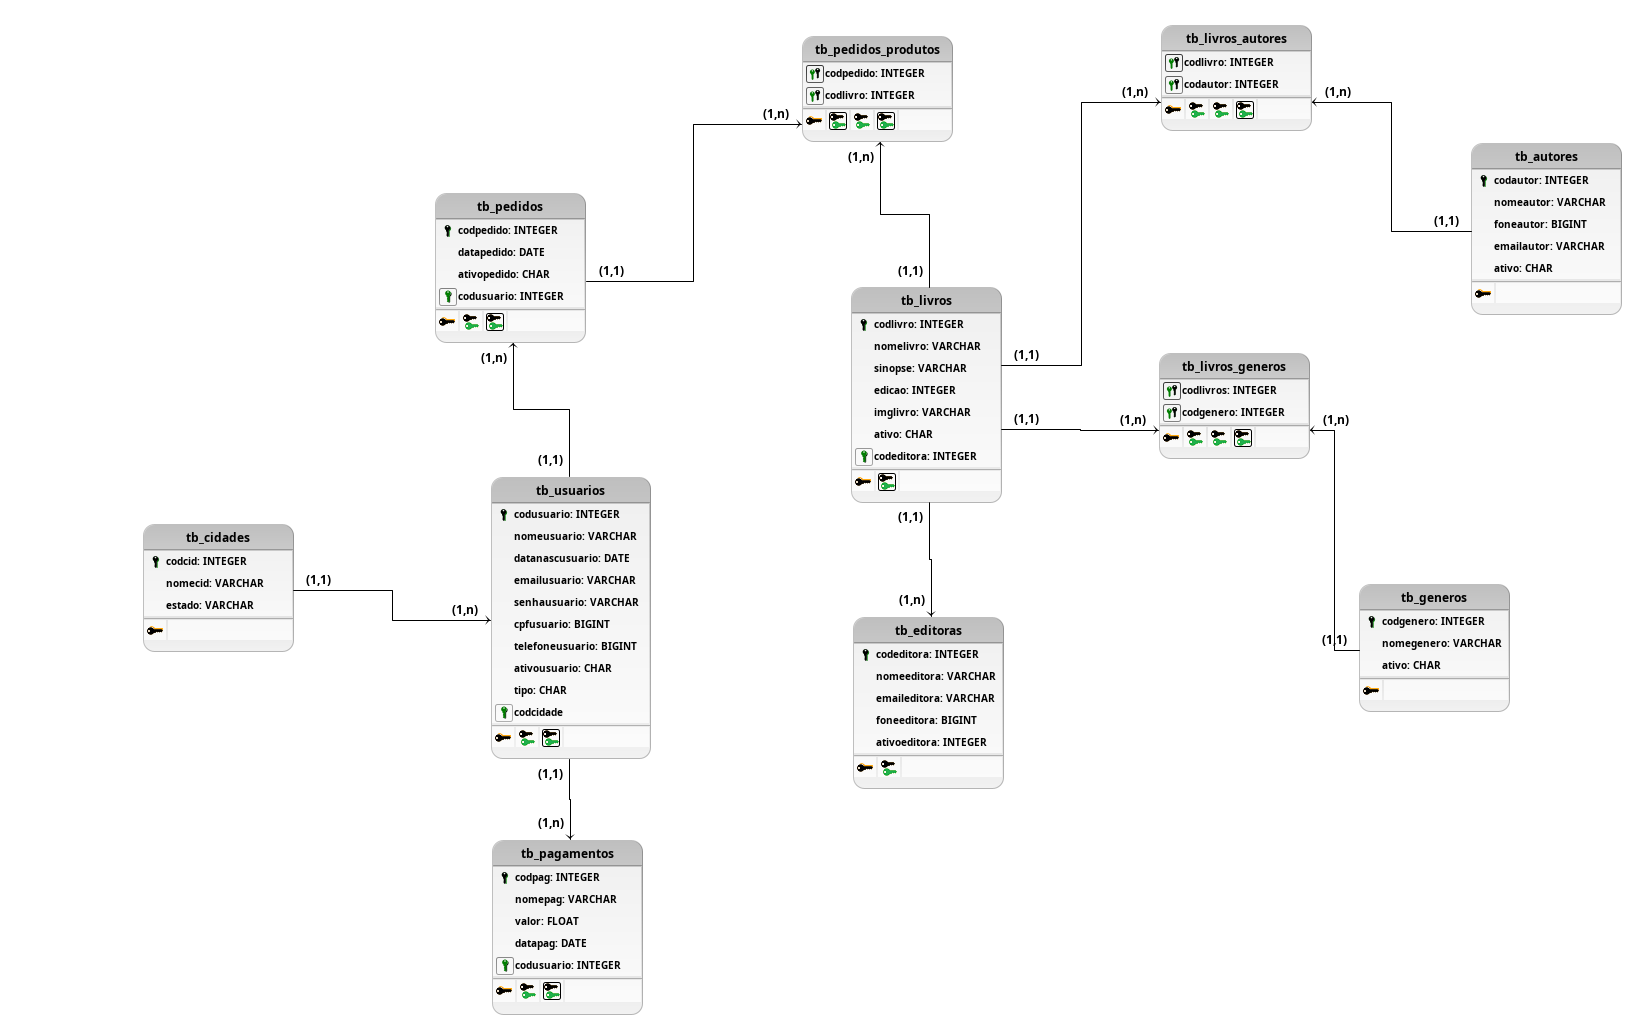 tb_pedidos_produtos
codpedido: INTEGER
codlivro: INTEGER
(1,n)
(1,n)
tb_livros_autores
codlivro: INTEGER
codautor: INTEGER
(1,n)
(1,n)
tb_autores
codautor: INTEGER
nomeautor: VARCHAR
foneautor: BIGINT
emailautor: VARCHAR
ativo: CHAR
(1,1)
tb_pedidos
codpedido: INTEGER
datapedido: DATE
ativopedido: CHAR
codusuario: INTEGER
(1,1)
(1,n)
(1,1)
tb_livros
codlivro: INTEGER
nomelivro: VARCHAR
sinopse: VARCHAR
edicao: INTEGER
imglivro: VARCHAR
ativo: CHAR
codeditora: INTEGER
(1,1)
(1,1)
(1,1)
(1,n)
tb_livros_generos
codlivros: INTEGER
codgenero: INTEGER
(1,n)
(1,n)
(1,1)
tb_usuarios
codusuario: INTEGER
nomeusuario: VARCHAR
datanascusuario: DATE
emailusuario: VARCHAR
senhausuario: VARCHAR
cpfusuario: BIGINT
telefoneusuario: BIGINT
ativousuario: CHAR
tipo: CHAR
codcidade
(1,1)
tb_cidades
codcid: INTEGER
nomecid: VARCHAR
estado: VARCHAR
(1,1)
(1,n)
tb_editoras
codeditora: INTEGER
nomeeditora: VARCHAR
emaileditora: VARCHAR
foneeditora: BIGINT
ativoeditora: INTEGER
tb_generos
codgenero: INTEGER
nomegenero: VARCHAR
ativo: CHAR
(1,1)
(1,n)
tb_pagamentos
codpag: INTEGER
nomepag: VARCHAR
valor: FLOAT
datapag: DATE
codusuario: INTEGER